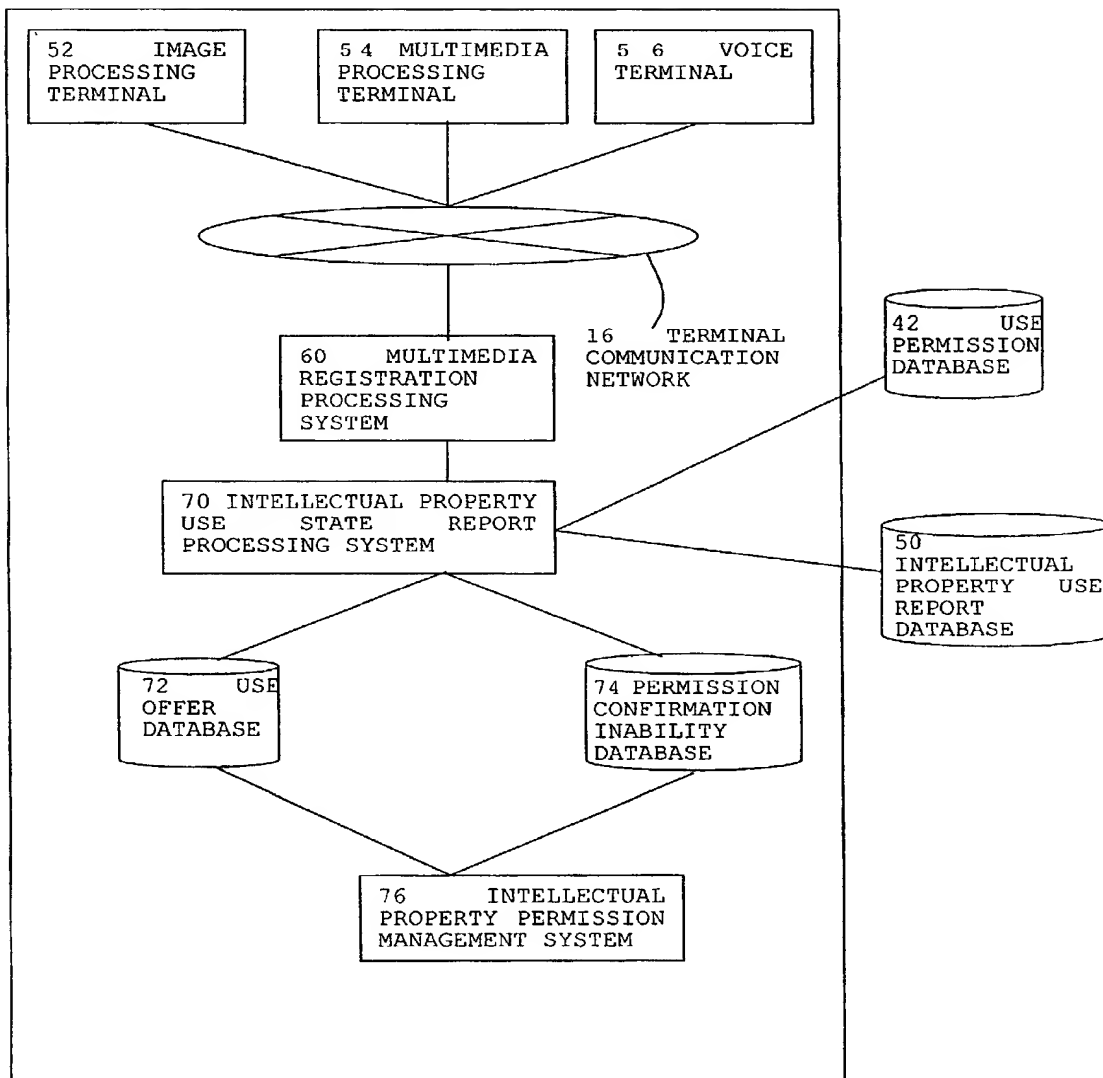 52 IMAGE
PROCESSING
TERMINAL
5 4 MULTIMEDIA
PROCESSING
TERMINAL
5 6 VOICE
TERMINAL
16 TERMINAL
COMMUNICATION
NETWORK
42 USE
PERMISSION
DATABASE
60 MULTIMEDIA
REGISTRATION
PROCESSING
SYSTEM
70 INTELLECTUAL PROPERTY
USE STATE REPORT
PROCESSING SYSTEM
50
INTELLECTUAL
PROPERTY USE
REPORT
DATABASE
72 USE
OFFER
DATABASE
74 PERMISSION
CONFIRMATION
INABILITY
DATABASE
76 INTELLECTUAL
PROPERTY PERMISSION
MANAGEMENT SYSTEM